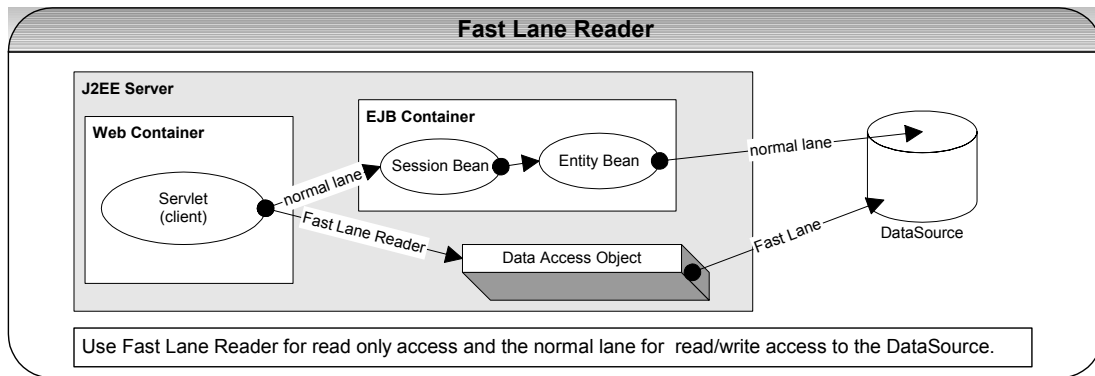 Fast Lane Reader
J2EE Server
EJB Container
Web Container
Session Bean
Entity Bean
normal lane
normal lane
Servlet
(client)
Fast Lane Reader
Data Access Object
Fast Lane
DataSource
Use Fast Lane Reader for read only access and the normal lane for read/write access to the DataSource.